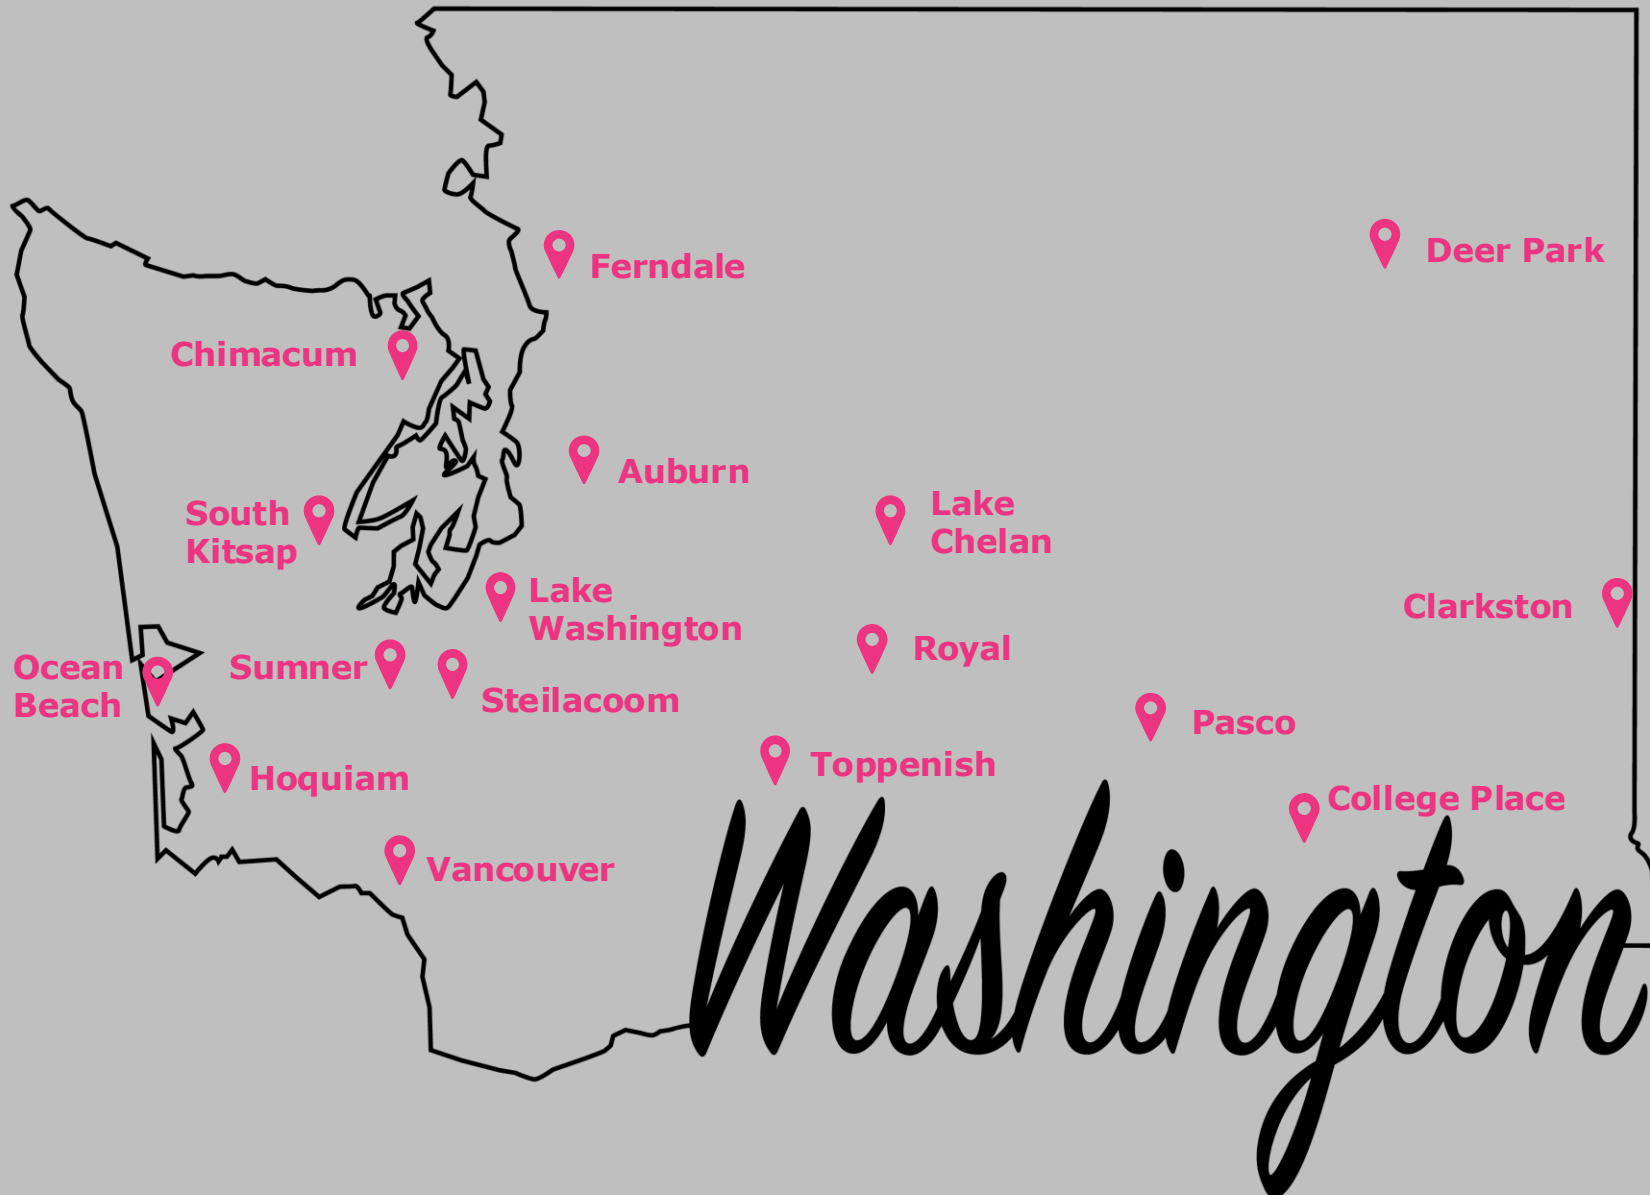 Deer Park
Ferndale
Chimacum
Auburn
Lake
Chelan
South
Kitsap
Lake
Washington
Clarkston
Royal
Ocean
Beach
Sumner
Steilacoom
Pasco
Toppenish
Hoquiam
College Place
Vancouver
Washington